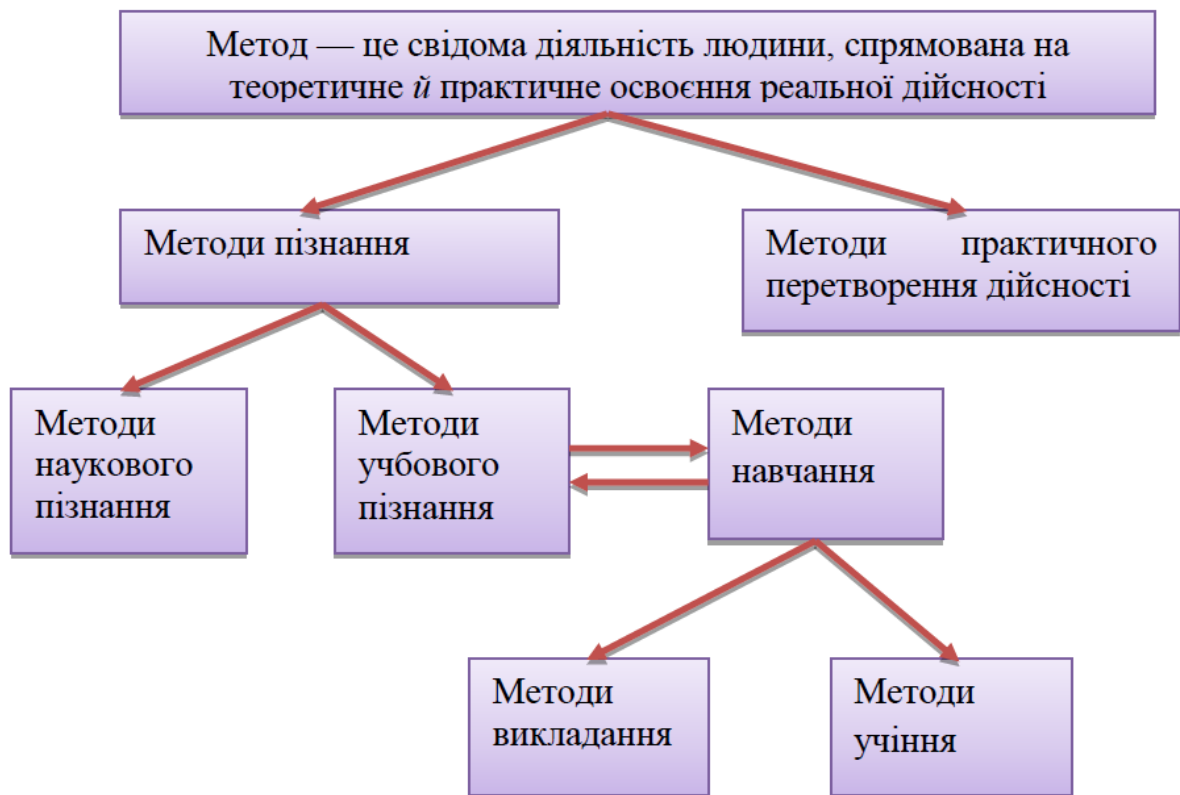 Метод — це свідома діяльність людини, спрямована на
теоретичне й практичне освоєння реальної дійсності
Методи пізнання
Методи практичного
перетворення дійсності
Методи
наукового
пізнання
Методи
учбового
пізнання
Методи
навчання
Методи
викладання
Методи
учіння